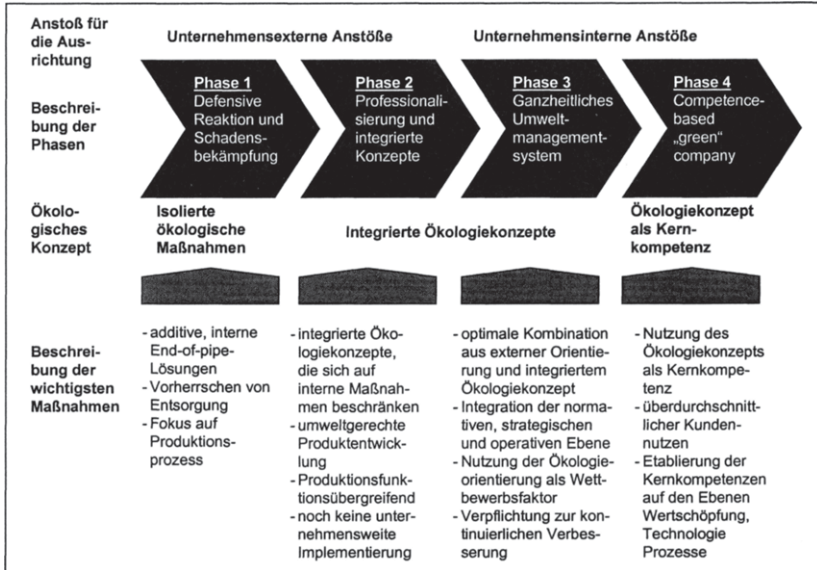 Anstoß für
die Aus-
richtung
Unternehmensexterne Anstöße
Unternehmensinterne Anstöße
Beschrei-
bung der
Phasen
Phase 1
Defensive
Reaktion und
Schadens-
bekämpfung
Phase 2
Professionali-
sierung und
integrierte
Konzepte
Phase 3
Ganzheitliches
Umwelt-
management-
system
Phase 4
Competence-
based
„green“
company
Ökolo-
gisches
Konzept
Isolierte
ökologische
Maßnahmen
Integrierte Ökologiekonzepte
Ökologiekonzept
als Kern-
kompetenz
Beschrei-
bung der
wichtigsten
Maßnahmen
- additive, interne
End-of-pipe-
Lösungen
- Vorherrschen von
Entsorgung
- Fokus auf
Produktions-
prozess
- integrierte Öko-
logiekonzepte,
die sich auf
interne Maßnah-
men beschränken
- umweltgerechte
Produktentwick-
lung
- Produktionsfunk-
tionsübergreifend
- noch keine unter-
nehmensweite
Implementierung
- optimale Kombination
aus externer Orientie-
rung und integriertem
Ökologiekonzept
- Integration der norma-
tiven, strategischen
und operativen Ebene
- Nutzung der Ökologie-
orientierung als Wett-
bewerbsfaktor
- Verpflichtung zur kon-
tinuierlichen Verbes-
serung
- Nutzung des
Ökologiekonzepts
als Kernkompe-
tenz
- überdurchschnitt-
licher Kunden-
nutzen
- Etablierung der
Kernkompetenzen
auf den Ebenen
Wertschöpfung,
Technologie
Prozesse